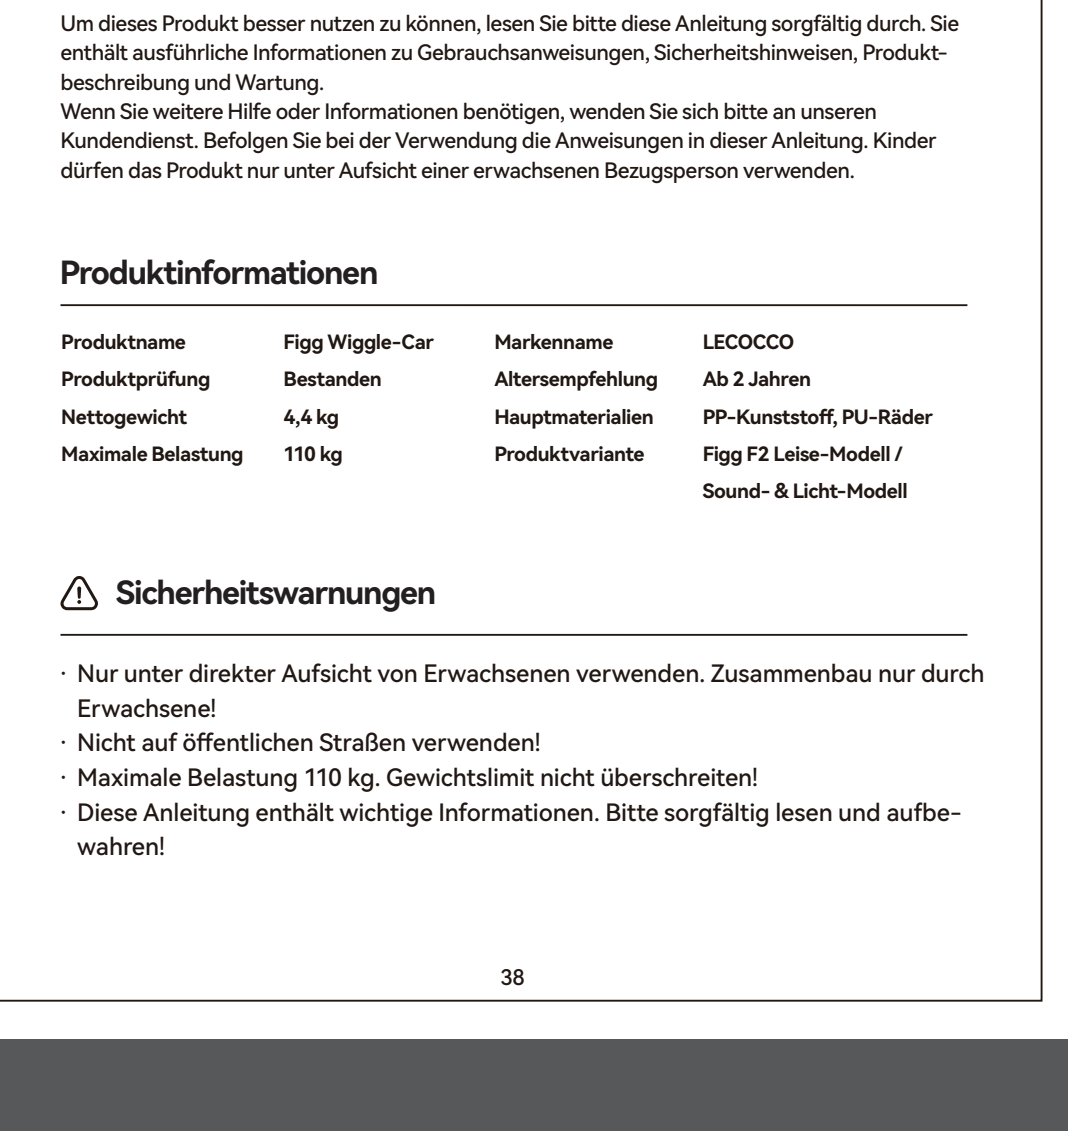 Um dieses Produkt besser nutzen zu können, lesen Sie bitte diese Anleitung sorgfältig durch. Sie
enthält ausführliche Informationen zu Gebrauchsanweisungen, Sicherheitshinweisen, Produkt-
beschreibung und Wartung.
Wenn Sie weitere Hilfe oder Informationen benötigen, wenden Sie sich bitte an unseren
Kundendienst. Befolgen Sie bei der Verwendung die Anweisungen in dieser Anleitung. Kinder
dürfen das Produkt nur unter Aufsicht einer erwachsenen Bezugsperson verwenden.
Produktinformationen
Produktname Figg Wiggle-Car Markenname LECOCCO
Produktprüfung Bestanden Altersempfehlung Ab 2 Jahren
Nettogewicht 4,4 kg Hauptmaterialien PP-Kunststoff, PU-Räder
Maximale Belastung 110 kg Produktvariante Figg F2 Leise-Modell /
Sound- & Licht-Modell
Sicherheitswarnungen
· Nur unter direkter Aufsicht von Erwachsenen verwenden. Zusammenbau nur durch
Erwachsene!
· Nicht auf öffentlichen Straßen verwenden!
· Maximale Belastung 110 kg. Gewichtslimit nicht überschreiten!
· Diese Anleitung enthält wichtige Informationen. Bitte sorgfältig lesen und aufbe-
wahren!
38